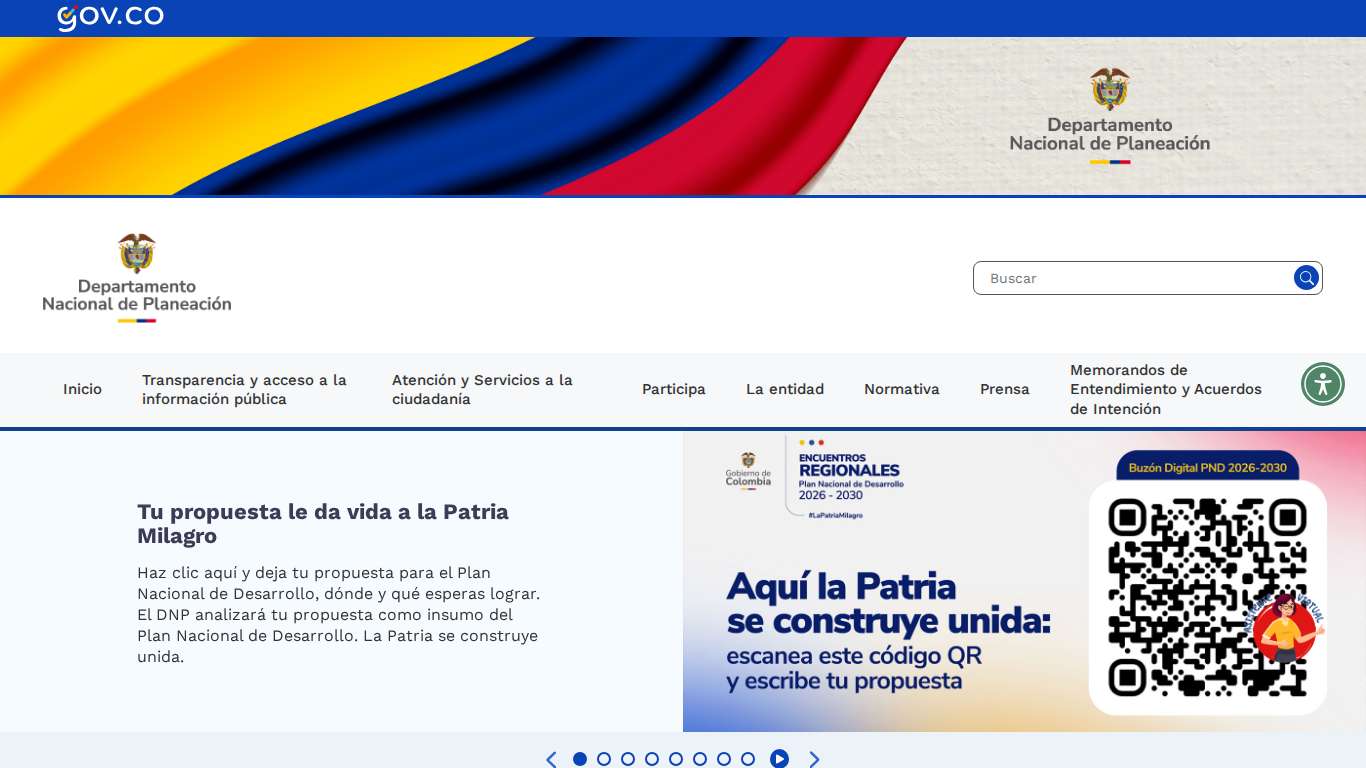 GOV.CO
Departamento
Nacional de Planeación
Departamento
Nacional de Planeación
Buscar
Inicio
Transparencia y acceso a la
información pública
Atención y Servicios a la
ciudadanía
Participa
La entidad
Normativa
Prensa
Memorandos de
Entendimiento y Acuerdos
de Intención
Tu propuesta le da vida a la Patria
Milagro
Haz clic aquí y deja tu propuesta para el Plan
Nacional de Desarrollo, dónde y qué esperas lograr.
El DNP analizará tu propuesta como insumo del
Plan Nacional de Desarrollo. La Patria se construye
unida.
Gobierno de
Colombia
ENCUENTROS
REGIONALES
Plan Nacional de Desarrollo
2026 - 2030
#LaPatriaMilagro
Aquí la Patria
se construye unida:
escanea este código QR
y escribe tu propuesta
Buzón Digital PND 2026-2030
ASISTENTE VIRTUAL